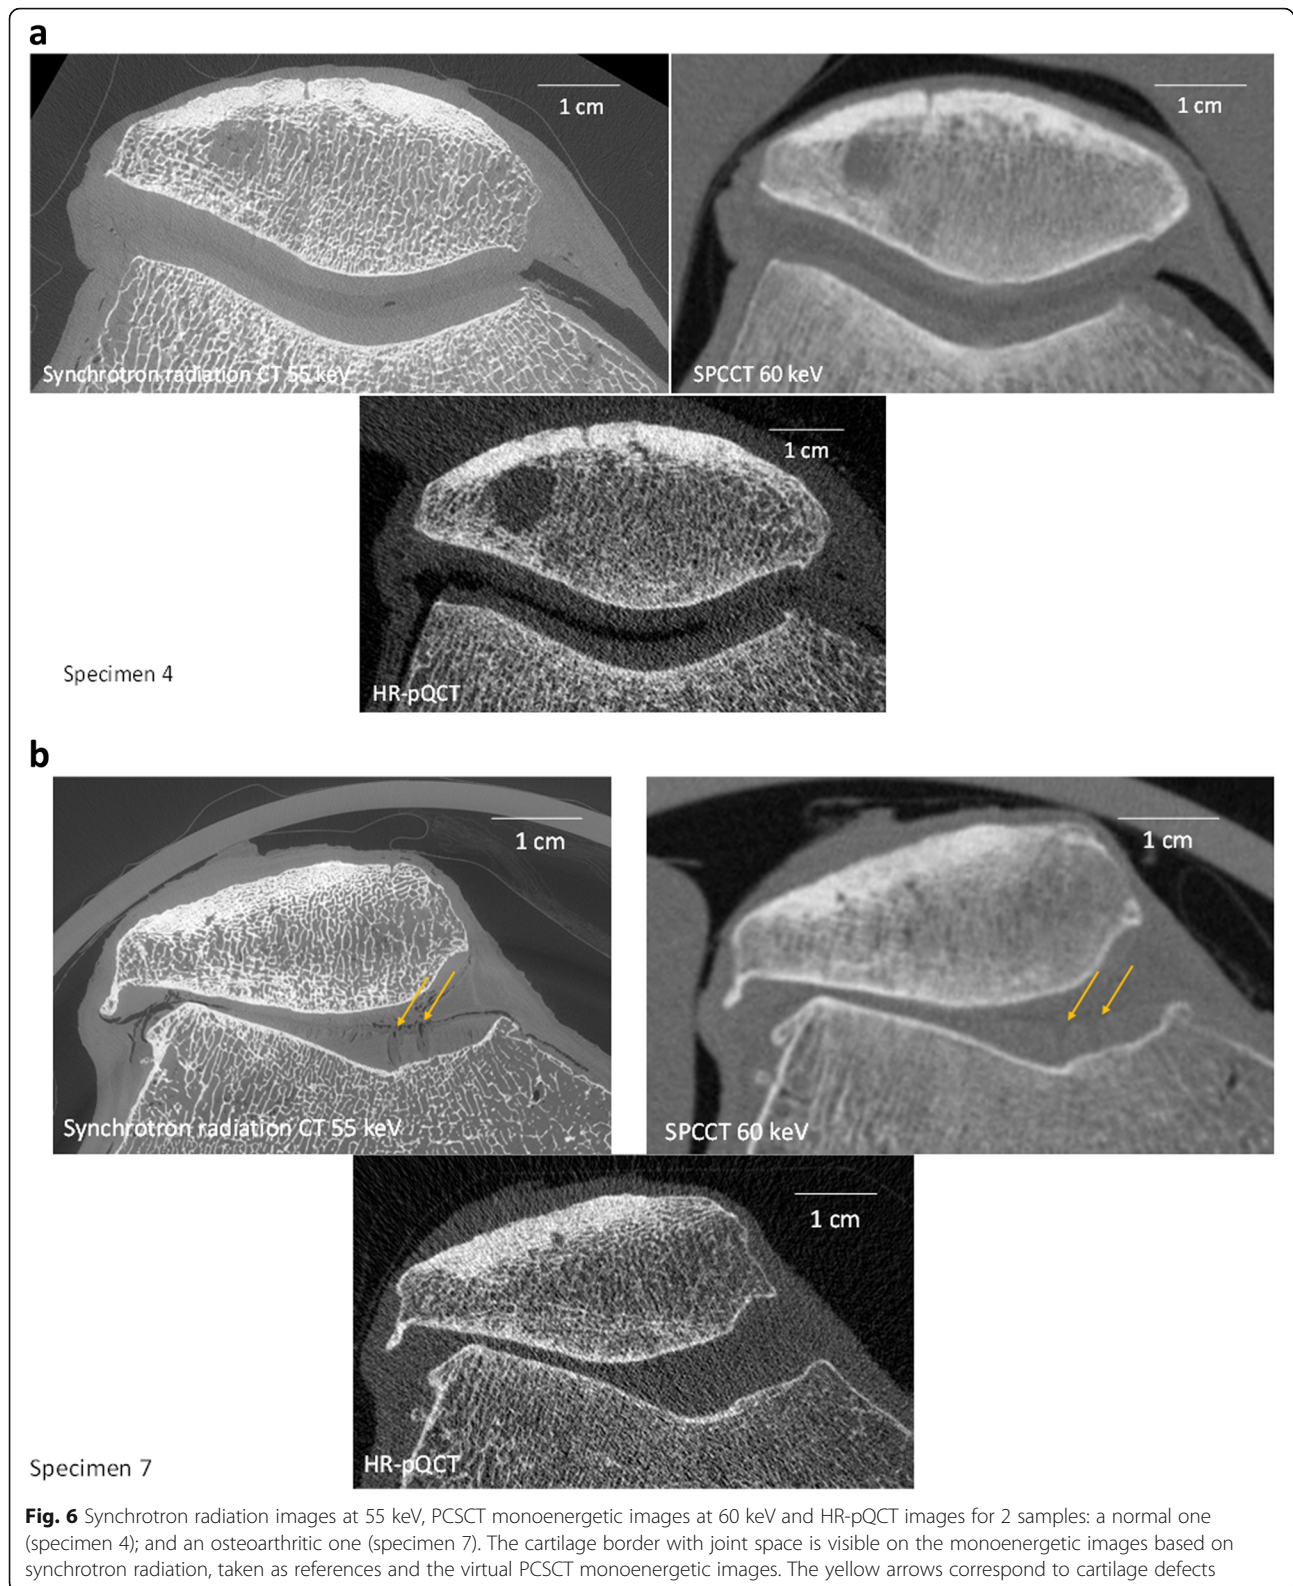 a
1 cm
1 cm
Synchrotron radiation CT 55 keV
SPCCT 60 keV
1 cm
Specimen 4
HR-pQCT
b
1 cm
1 cm
Synchrotron radiation CT 55 keV
SPCCT 60 keV
1 cm
Specimen 7
HR-pQCT
Fig. 6 Synchrotron radiation images at 55 keV, PCSCT monoenergetic images at 60 keV and HR-pQCT images for 2 samples: a normal one
(specimen 4); and an osteoarthritic one (specimen 7). The cartilage border with joint space is visible on the monoenergetic images based on
synchrotron radiation, taken as references and the virtual PCSCT monoenergetic images. The yellow arrows correspond to cartilage defects